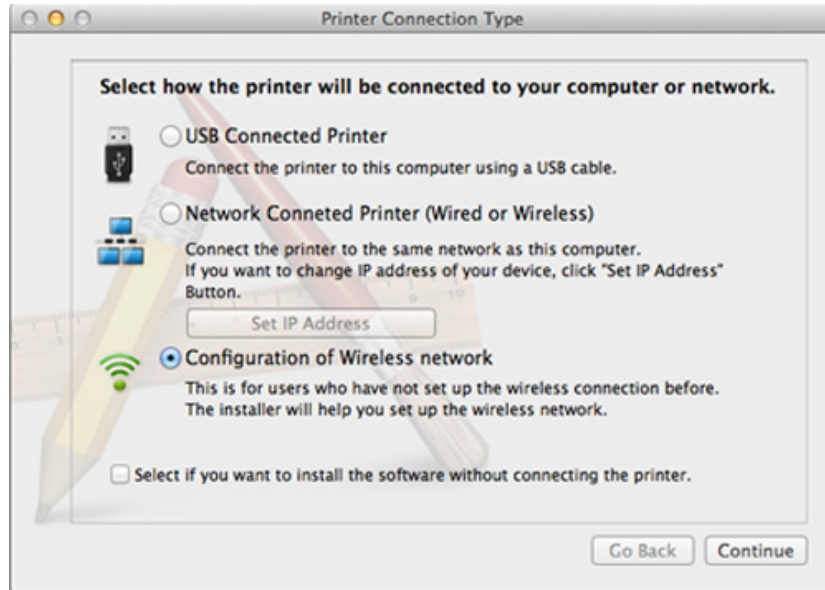 Printer Connection Type
Select how the printer will be connected to your computer or network.
USB Connected Printer
Connect the printer to this computer using a USB cable.
Network Conneted Printer (Wired or Wireless)
Connect the printer to the same network as this computer.
If you want to change IP address of your device, click "Set IP Address"
Button.
Set IP Address
Configuration of Wireless network
This is for users who have not set up the wireless connection before.
The installer will help you set up the wireless network.
Select if you want to install the software without connecting the printer.
Go Back Continue